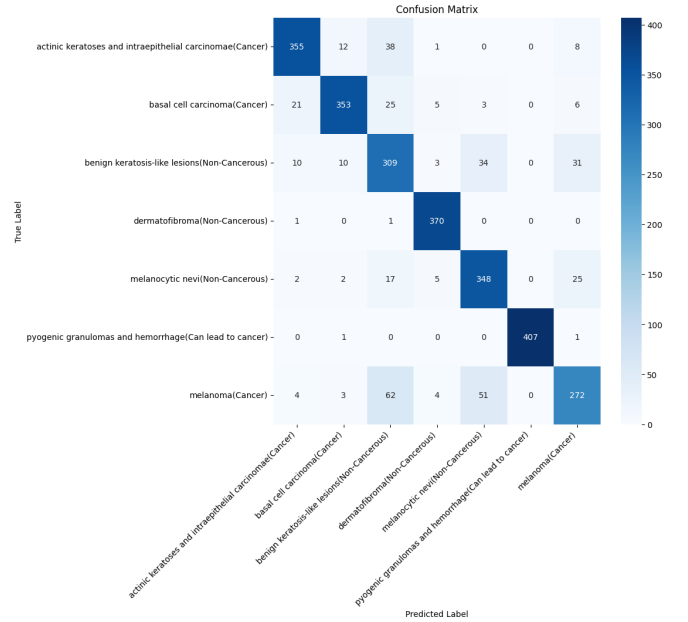 Confusion Matrix
True Label
actinic keratoses and intraepithelial carcinomae(Cancer)
355 12 38 1 0 0 8
basal cell carcinoma(Cancer)
21 353 25 5 3 0 6
benign keratosis-like lesions(Non-Cancerous)
10 10 309 3 34 0 31
dermatofibroma(Non-Cancerous)
1 0 1 370 0 0 0
melanocytic nevi(Non-Cancerous)
2 2 17 5 348 0 25
pyogenic granulomas and hemorrhage(Can lead to cancer)
0 1 0 0 0 407 1
melanoma(Cancer)
4 3 62 4 51 0 272
actinic keratoses and intraepithelial carcinomae(Cancer)
basal cell carcinoma(Cancer)
benign keratosis-like lesions(Non-Cancerous)
dermatofibroma(Non-Cancerous)
melanocytic nevi(Non-Cancerous)
pyogenic granulomas and hemorrhage(Can lead to cancer)
melanoma(Cancer)
Predicted Label
400
350
300
250
200
150
100
50
0